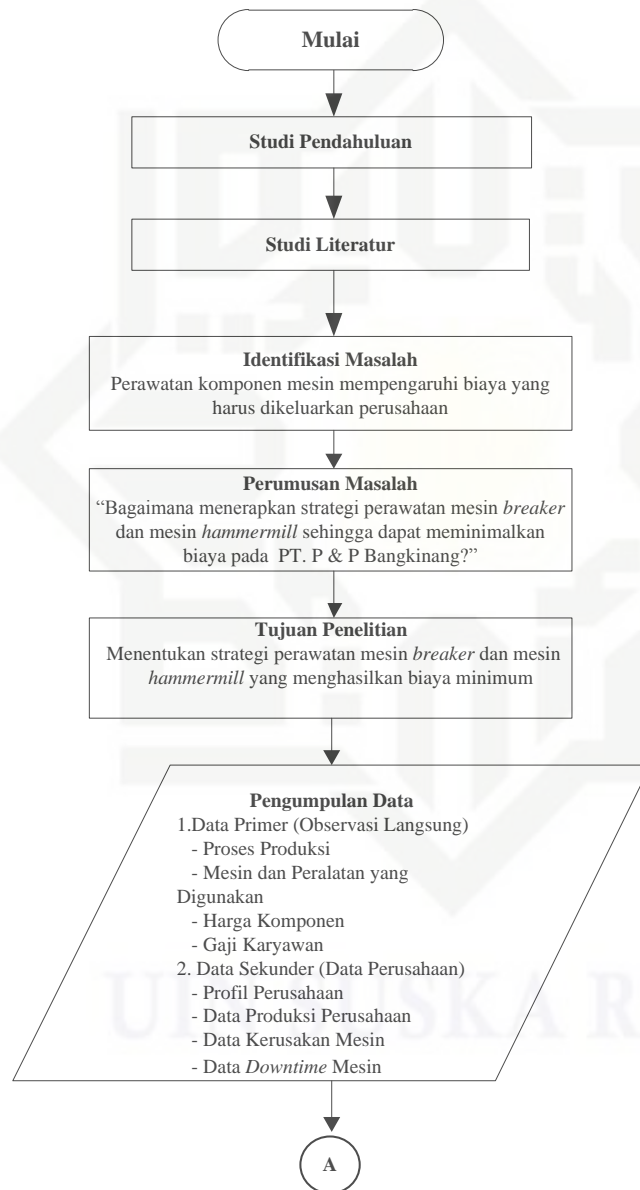 Mulai
Studi Pendahuluan
Studi Literatur
Identifikasi Masalah
Perawatan komponen mesin mempengaruhi biaya yang
harus dikeluarkan perusahaan
Perumusan Masalah
“Bagaimana menerapkan strategi perawatan mesin breaker
dan mesin hammermill sehingga dapat meminimalkan
biaya pada PT. P & P Bangkinang?”
Tujuan Penelitian
Menentukan strategi perawatan mesin breaker dan mesin
hammermill yang menghasilkan biaya minimum
Pengumpulan Data
1.Data Primer (Observasi Langsung)
- Proses Produksi
- Mesin dan Peralatan yang
Digunakan
- Harga Komponen
- Gaji Karyawan
2. Data Sekunder (Data Perusahaan)
- Profil Perusahaan
- Data Produksi Perusahaan
- Data Kerusakan Mesin
- Data Downtime Mesin
A